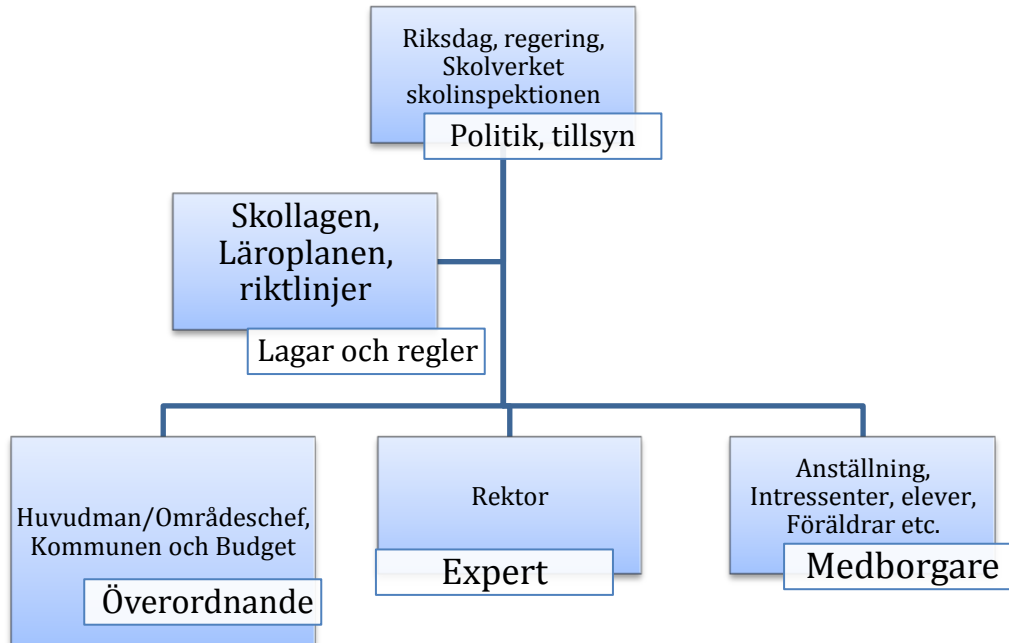 Riksdag, regering,
Skolverket
skolinspektionen
Politik, tillsyn
Skollagen,
Läroplanen,
riktlinjer
Lagar och regler
Huvudman/Områdeschef,
Kommunen och Budget
Överordnande
Rektor
Expert
Anställning,
Intressenter, elever,
Föräldrar etc.
Medborgare